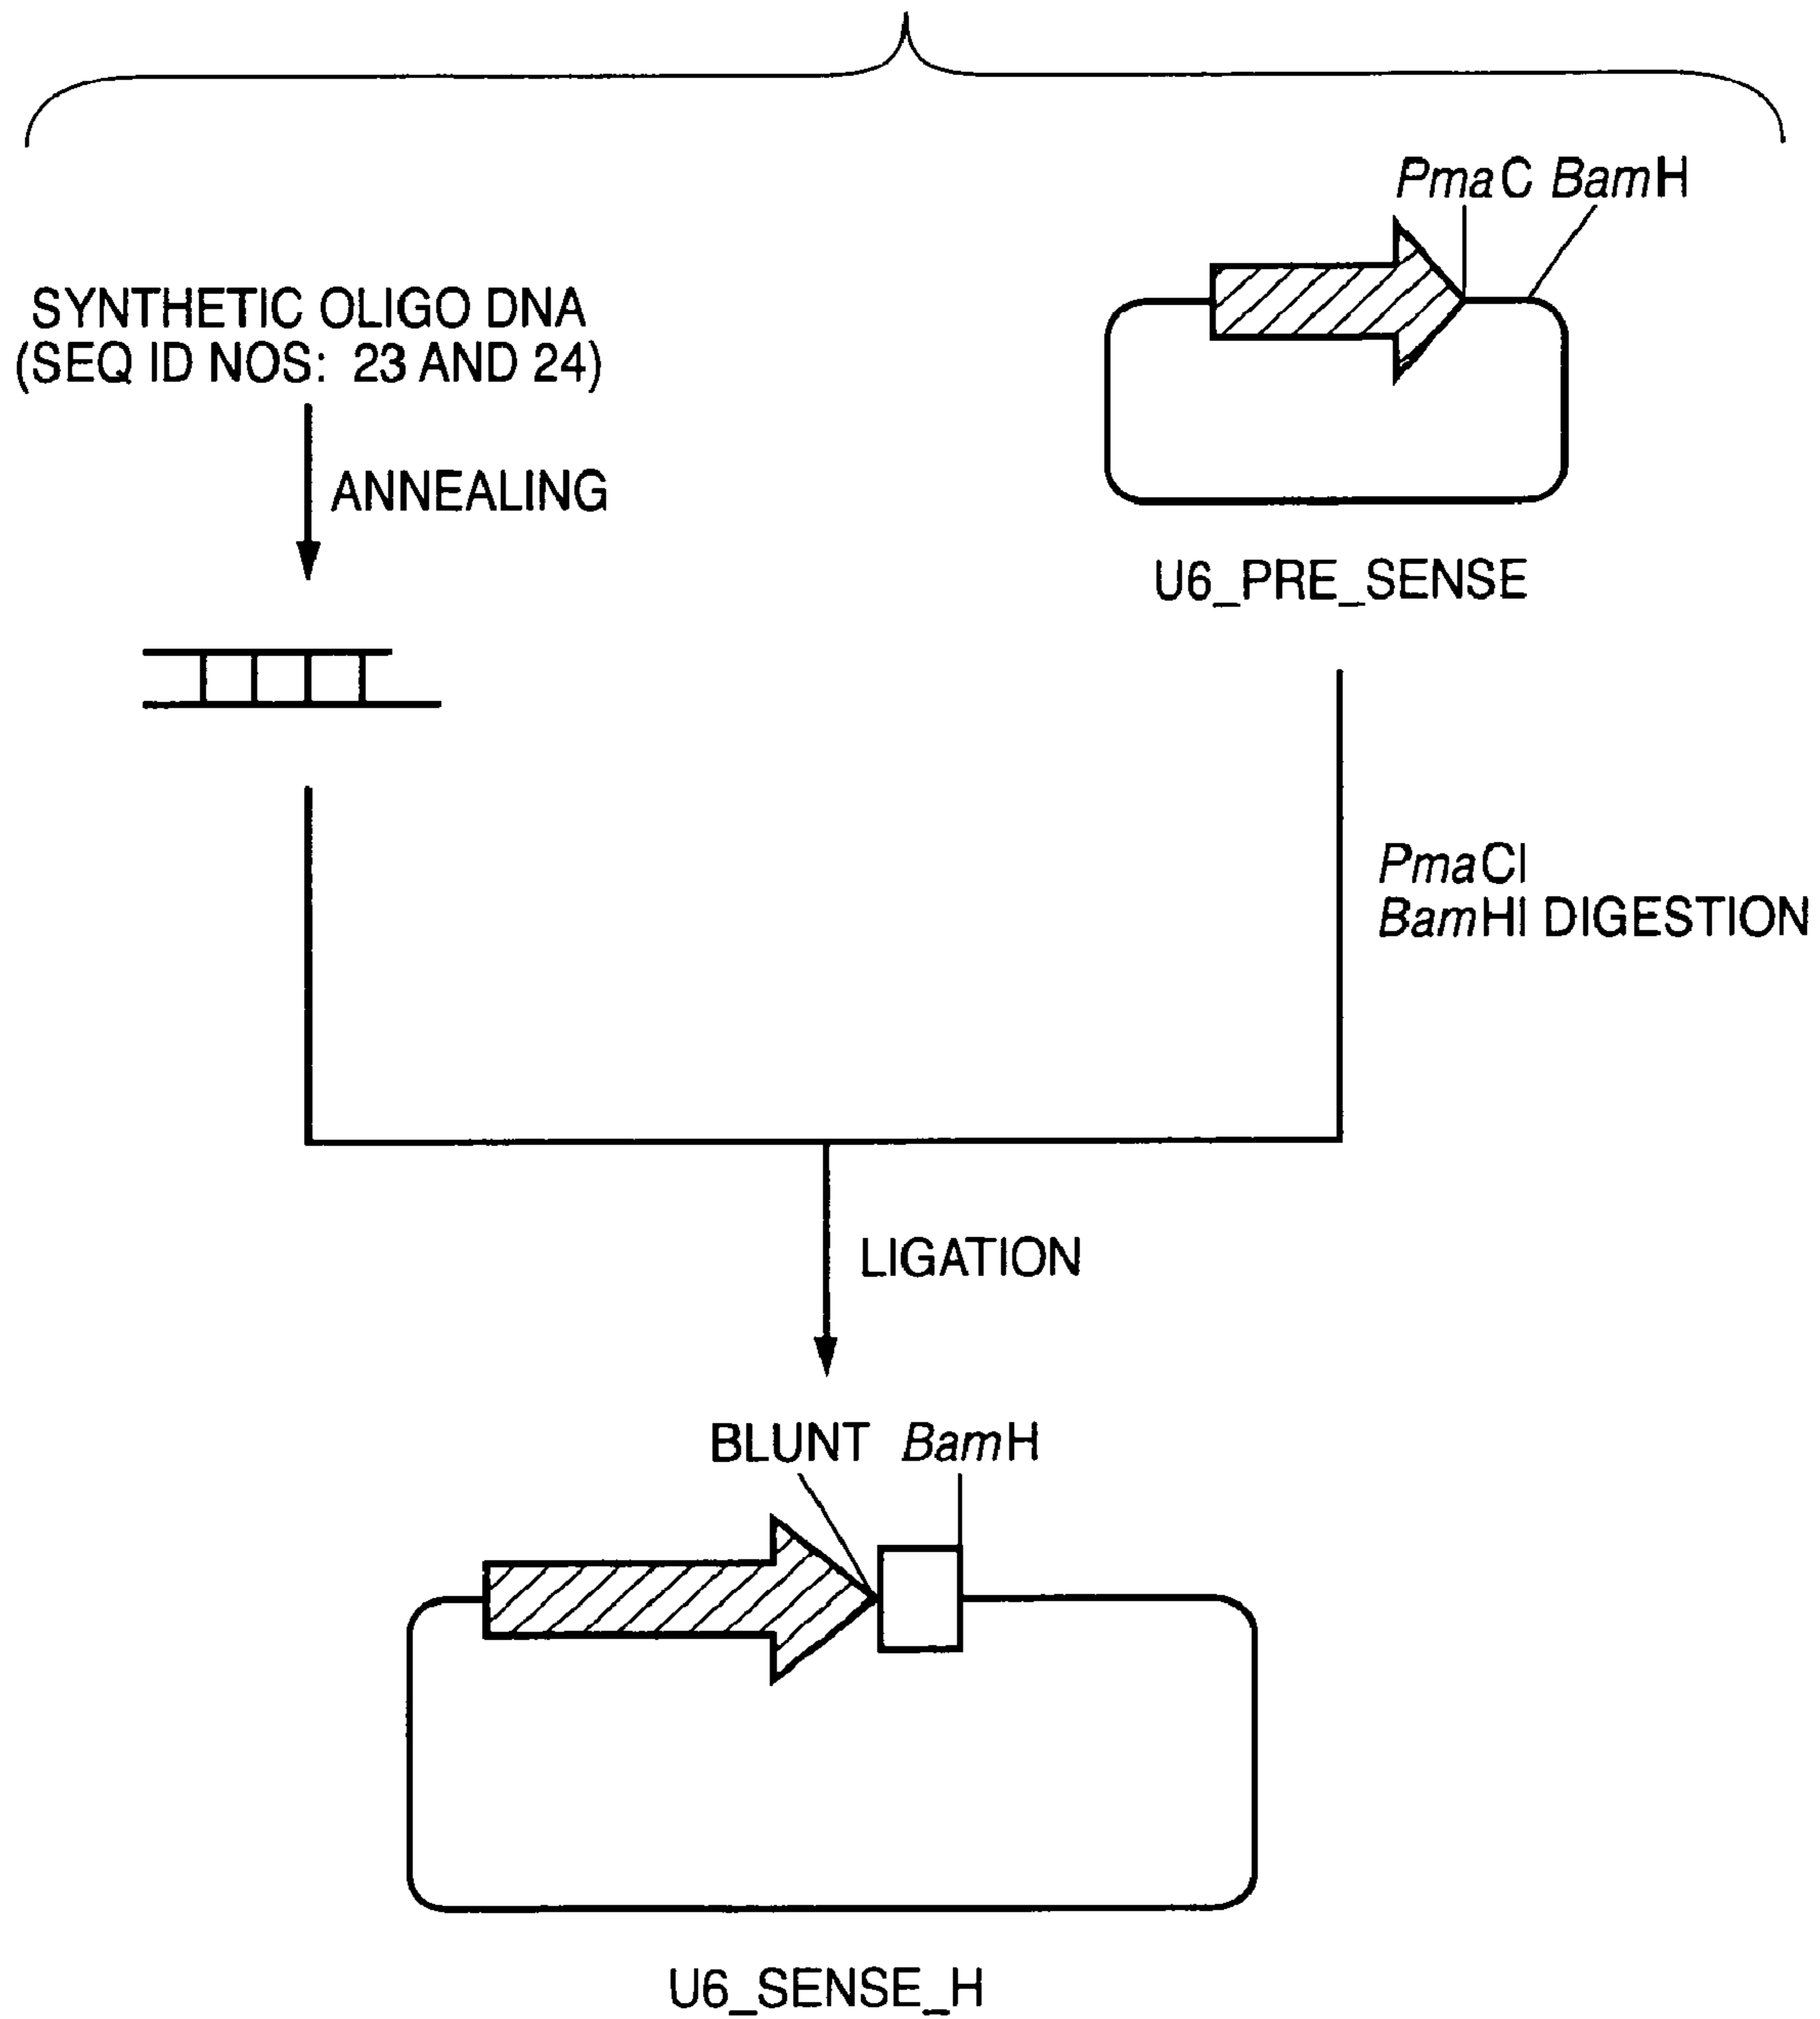 PmaC BamH
SYNTHETIC OLIGO DNA
(SEQ ID NOS: 23 AND 24)
ANNEALING
U6_PRE_SENSE
PmaCI
BamHI DIGESTION
LIGATION
BLUNT BamH
U6_SENSE_H